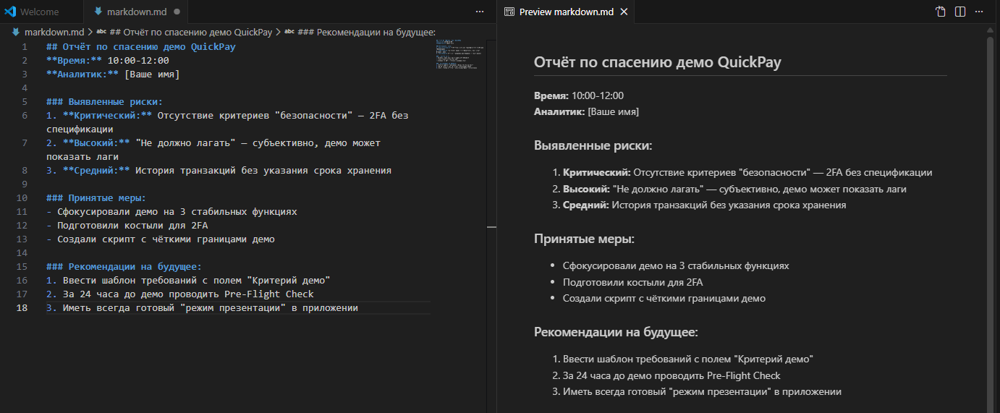 Welcome
markdown.md
markdown.md > abc ## Отчёт по спасению демо QuickPay > abc ### Рекомендации на будущее:
1 ## Отчёт по спасению демо QuickPay
2 **Время:** 10:00-12:00
3 **Аналитик:** [Ваше имя]
4
5 ### Выявленные риски:
6 1. **Критический:** Отсутствие критериев "безопасности" — 2FA без
спецификации
7 2. **Высокий:** "Не должно лагать" — субъективно, демо может
показать лаги
8 3. **Средний:** История транзакций без указания срока хранения
9
10 ### Принятые меры:
11 - Сфокусировали демо на 3 стабильных функциях
12 - Подготовили костыли для 2FA
13 - Создали скрипт с чёткими границами демо
14
15 ### Рекомендации на будущее:
16 1. Ввести шаблон требований с полем "Критерий демо"
17 2. За 24 часа до демо проводить Pre-Flight Check
18 3. Иметь всегда готовый "режим презентации" в приложении
Preview markdown.md
Отчёт по спасению демо QuickPay
Время: 10:00-12:00
Аналитик: [Ваше имя]
Выявленные риски:
1. Критический: Отсутствие критериев "безопасности" — 2FA без спецификации
2. Высокий: "Не должно лагать" — субъективно, демо может показать лаги
3. Средний: История транзакций без указания срока хранения
Принятые меры:
• Сфокусировали демо на 3 стабильных функциях
• Подготовили костыли для 2FA
• Создали скрипт с чёткими границами демо
Рекомендации на будущее:
1. Ввести шаблон требований с полем "Критерий демо"
2. За 24 часа до демо проводить Pre-Flight Check
3. Иметь всегда готовый "режим презентации" в приложении